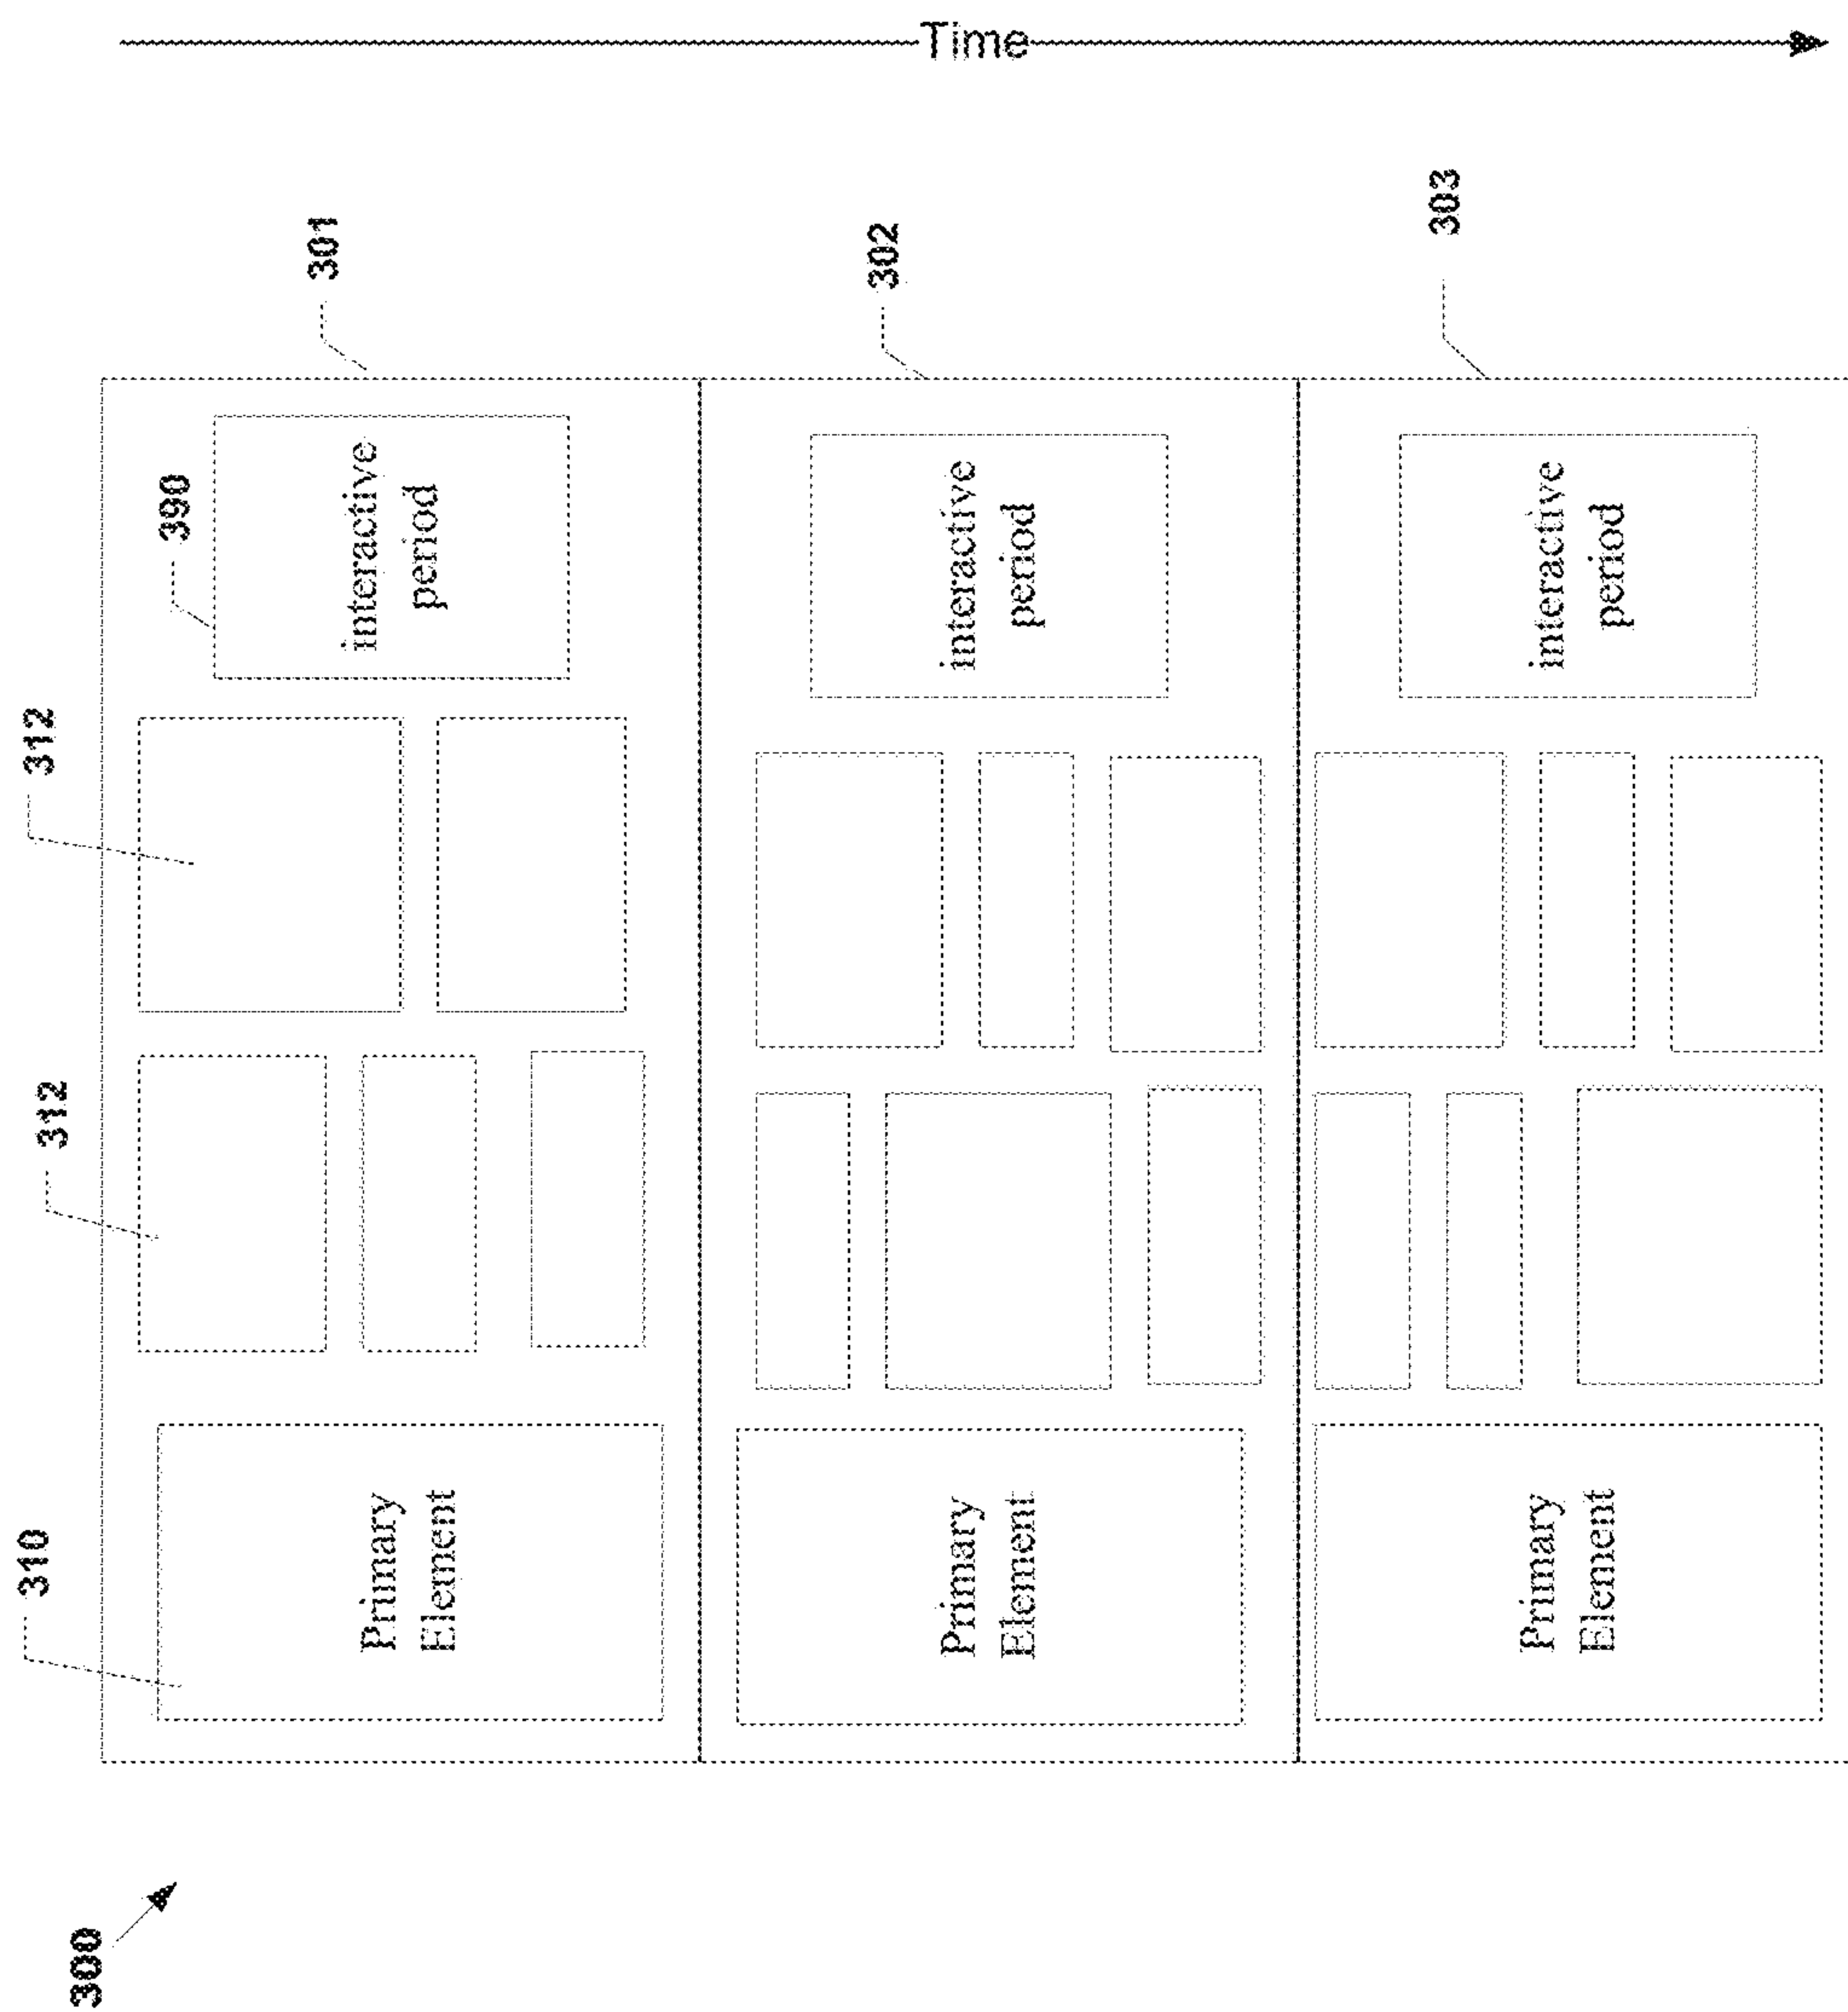 300
310
312
312
390
301
Primary
Element
interactive
period
302
Primary
Element
interactive
period
303
Primary
Element
interactive
period
Time